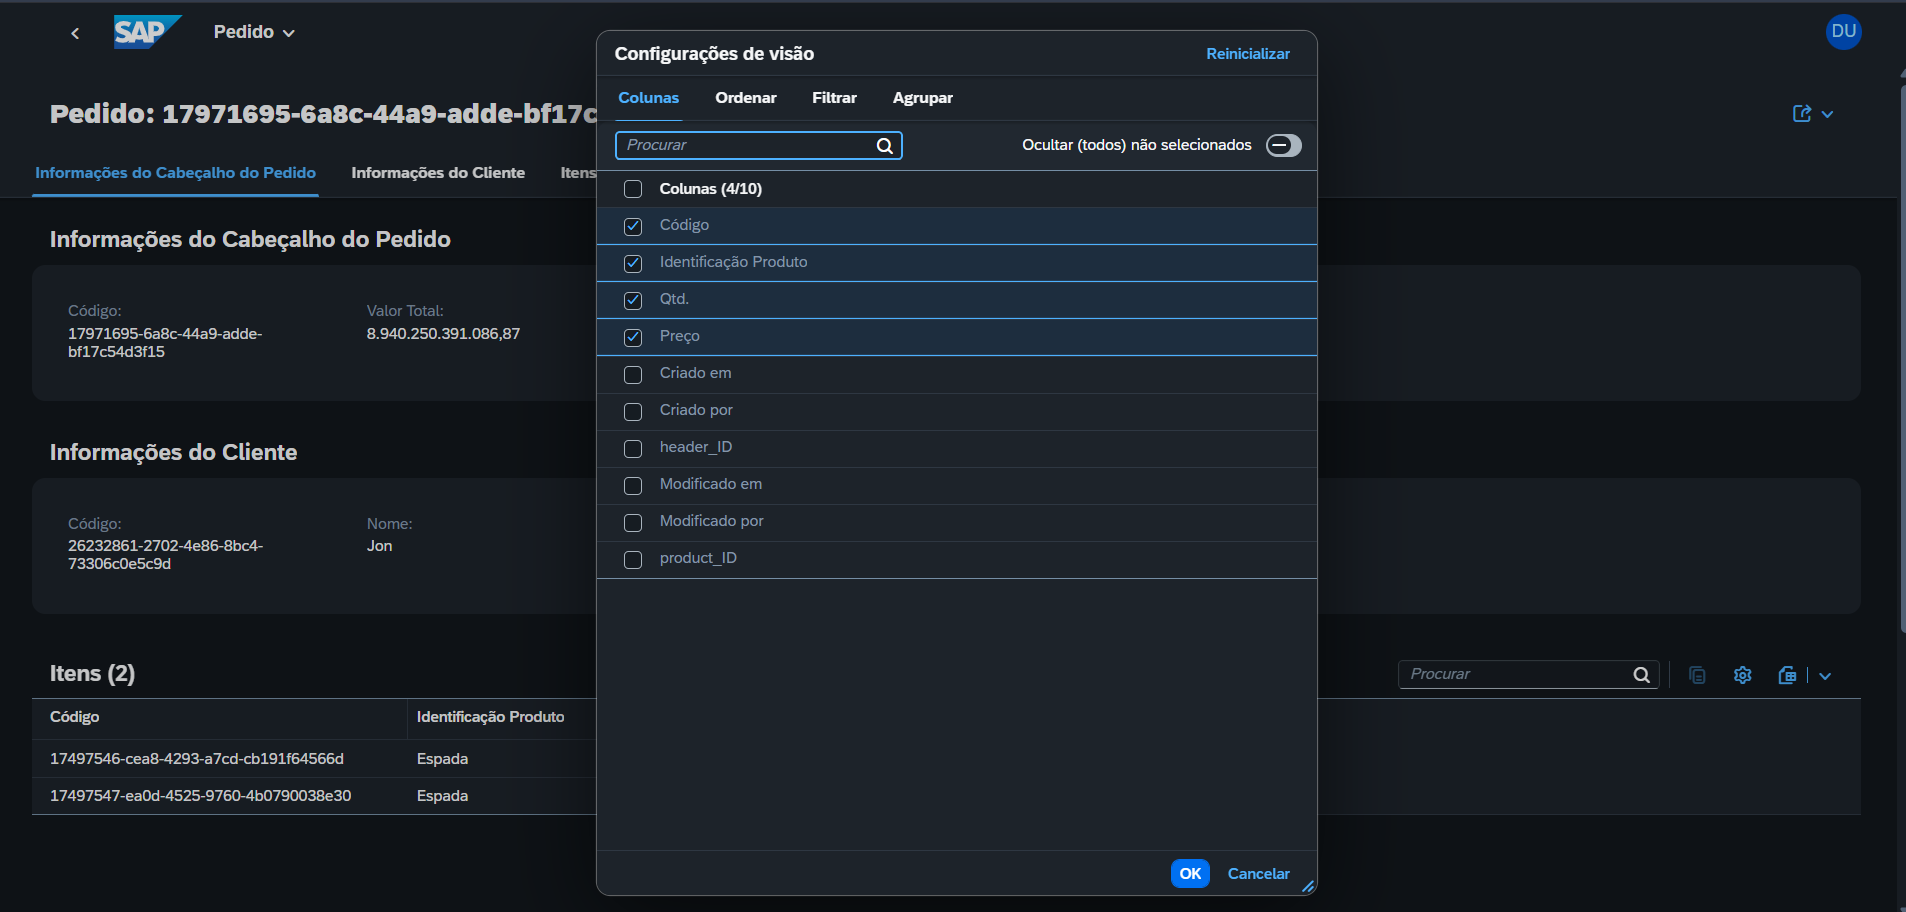 SAP
Pedido
DU
Pedido: 17971695-6a8c-44a9-adde-bf17c
Informações do Cabeçalho do Pedido
Informações do Cliente
Itens
Informações do Cabeçalho do Pedido
Código:
17971695-6a8c-44a9-adde-
bf17c54d3f15
Valor Total:
8.940.250.391.086,87
Informações do Cliente
Código:
26232861-2702-4e86-8bc4-
73306c0e5c9d
Nome:
Jon
Itens (2)
Procurar
Código
Identificação Produto
17497546-cea8-4293-a7cd-cb191f64566d
Espada
17497547-ea0d-4525-9760-4b0790038e30
Espada
Configurações de visão
Reinicializar
Colunas
Ordenar
Filtrar
Agrupar
Procurar
Ocultar (todos) não selecionados
Colunas (4/10)
Código
Identificação Produto
Qtd.
Preço
Criado em
Criado por
header_ID
Modificado em
Modificado por
product_ID
OK
Cancelar